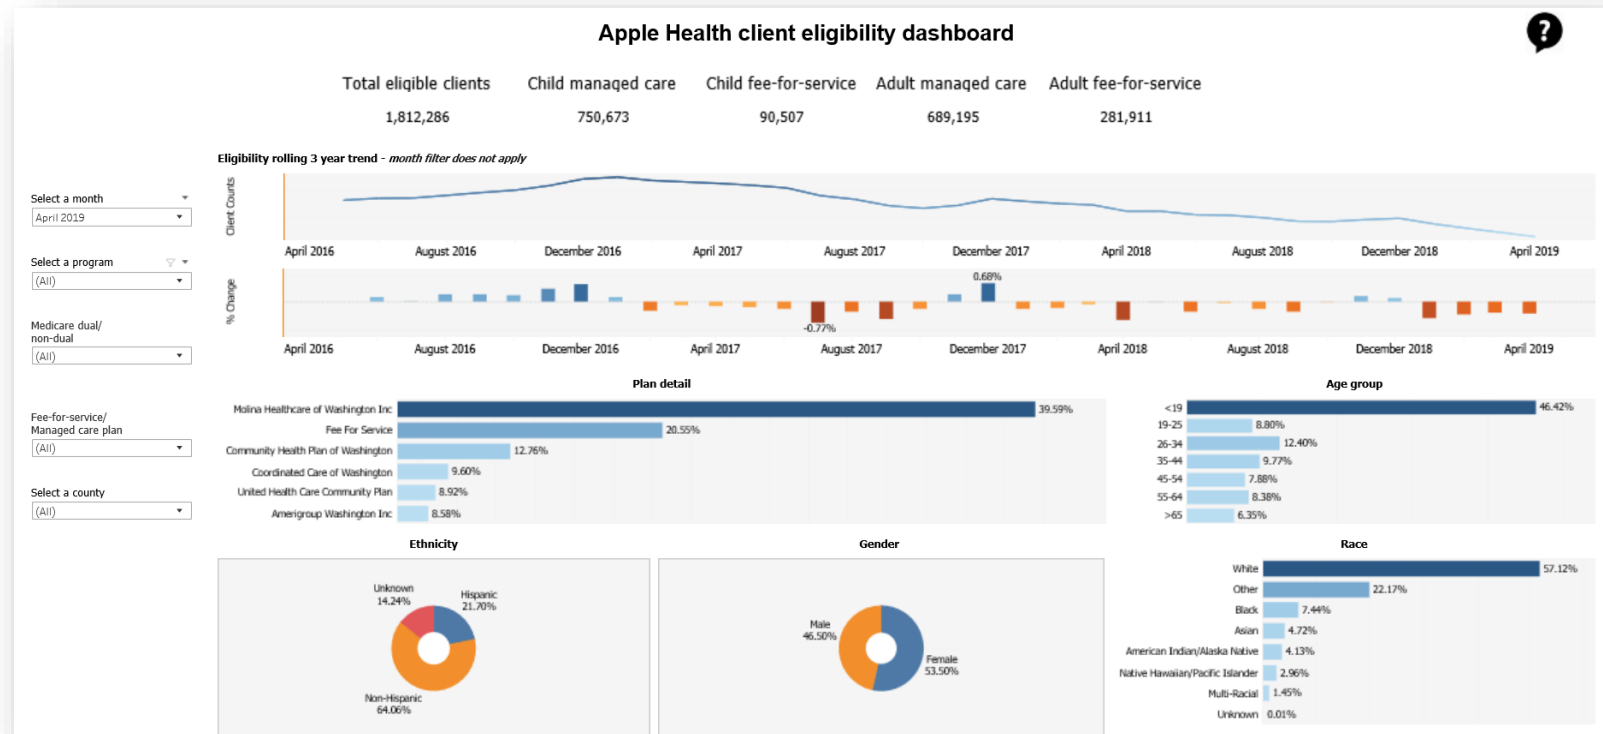 Apple Health client eligibility dashboard
?
Total eligible clients
Child managed care
Child fee-for-service
Adult managed care
Adult fee-for-service
1,812,286
750,673
90,507
689,195
281,911
Eligibility rolling 3 year trend - month filter does not apply
Select a month
April 2019
Select a program
(All)
Medicare dual/
non-dual
(All)
Fee-for-service/
Managed care plan
(All)
Select a county
(All)
Client Counts
April 2016
August 2016
December 2016
April 2017
August 2017
December 2017
April 2018
August 2018
December 2018
April 2019
% Change
0.68%
-0.77%
April 2016
August 2016
December 2016
April 2017
August 2017
December 2017
April 2018
August 2018
December 2018
April 2019
Plan detail
Molina Healthcare of Washington Inc 39.59%
Fee For Service 20.55%
Community Health Plan of Washington 12.76%
Coordinated Care of Washington 9.60%
United Health Care Community Plan 8.92%
Amerigroup Washington Inc 8.58%
Age group
<19 46.42%
19-25 8.80%
26-34 12.40%
35-44 9.77%
45-54 7.88%
55-64 8.38%
>65 6.35%
Ethnicity
Unknown
14.24%
Hispanic
21.70%
Non-Hispanic
64.06%
Gender
Male
46.50%
Female
53.50%
Race
White 57.12%
Other 22.17%
Black 7.44%
Asian 4.72%
American Indian/Alaska Native 4.13%
Native Hawaiian/Pacific Islander 2.96%
Multi-Racial 1.45%
Unknown 0.01%